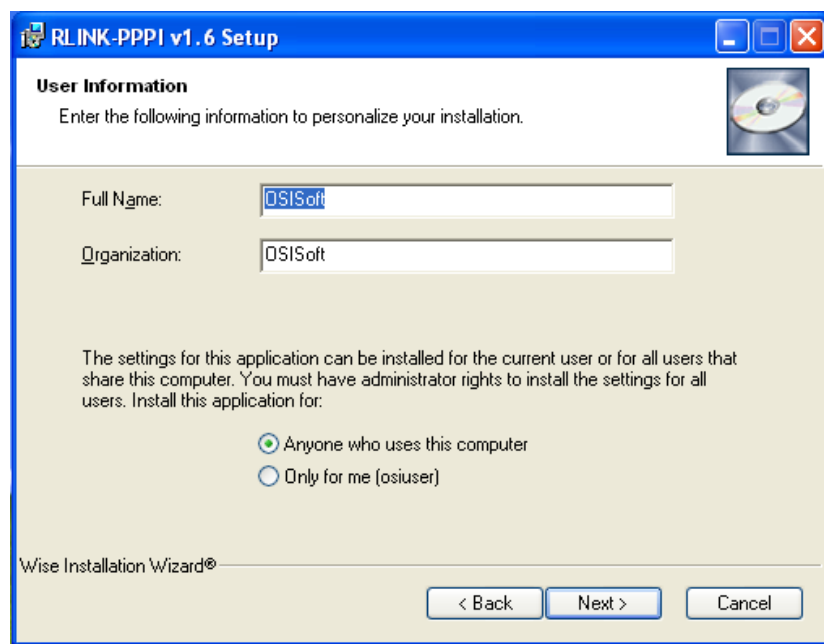 RLINK-PPPI v1.6 Setup
User Information
Enter the following information to personalize your installation.
Full Name:
OSISoft
Organization:
OSISoft
The settings for this application can be installed for the current user or for all users that
share this computer. You must have administrator rights to install the settings for all
users. Install this application for:
Anyone who uses this computer
Only for me (osiuser)
Wise Installation Wizard®
< Back
Next >
Cancel